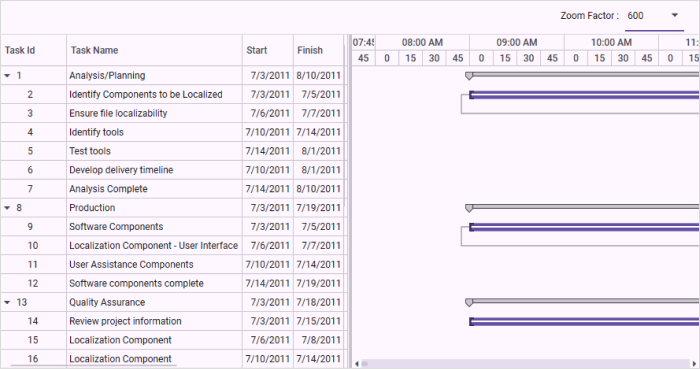 Zoom Factor : 600
07:45 08:00 AM 09:00 AM 10:00 AM 11:
Task Id Task Name Start Finish
45 0 15 30 45 0 15 30 45 0 15 30 45 0 15
1 Analysis/Planning 7/3/2011 8/10/2011
2 Identify Components to be Localized 7/3/2011 7/5/2011
3 Ensure file localizability 7/6/2011 7/7/2011
4 Identify tools 7/10/2011 7/14/2011
5 Test tools 7/14/2011 8/1/2011
6 Develop delivery timeline 7/10/2011 8/1/2011
7 Analysis Complete 7/14/2011 8/10/2011
8 Production 7/3/2011 7/19/2011
9 Software Components 7/3/2011 7/5/2011
10 Localization Component - User Interface 7/6/2011 7/7/2011
11 User Assistance Components 7/10/2011 7/14/2011
12 Software components complete 7/14/2011 7/19/2011
13 Quality Assurance 7/3/2011 7/18/2011
14 Review project information 7/3/2011 7/15/2011
15 Localization Component 7/6/2011 7/8/2011
16 Localization Component 7/10/2011 7/14/2011